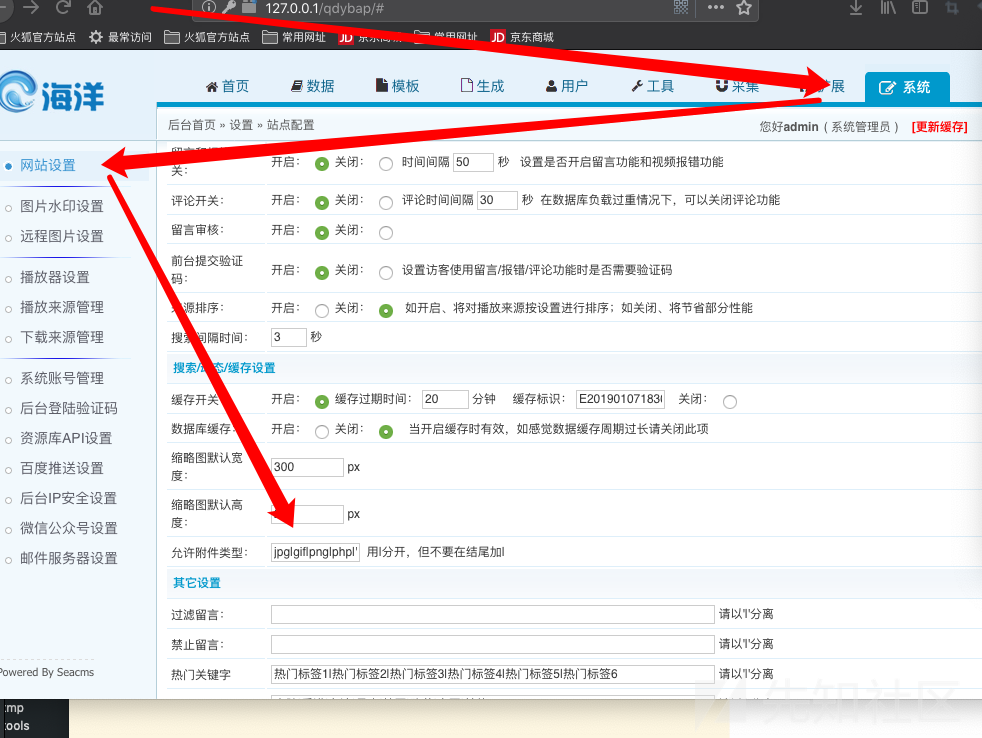 127.0.0.1/qdybap/#
火狐官方站点 最常访问 火狐官方站点 常用网址 JD 京东商城 常用网址 JD 京东商城
海洋
首页 数据 模板 生成 用户 工具 采集 展 系统
后台首页 » 设置 » 站点配置
您好admin ( 系统管理员 ) [更新缓存]
网站设置
图片水印设置
远程图片设置
播放器设置
播放来源管理
下载来源管理
系统账号管理
后台登陆验证码
资源库API设置
百度推送设置
后台IP安全设置
微信公众号设置
邮件服务器设置
Powered By Seacms
关: 开启: 关闭: 时间间隔 50 秒 设置是否开启留言功能和视频报错功能
评论开关: 开启: 关闭: 评论时间间隔 30 秒 在数据库负载过重情况下，可以关闭评论功能
留言审核: 开启: 关闭:
前台提交验证
码: 开启: 关闭: 设置访客使用留言/报错/评论功能时是否需要验证码
源排序: 开启: 关闭: 如开启、将对播放来源按设置进行排序；如关闭、将节省部分性能
搜索间隔时间: 3 秒
搜索/动态/缓存设置
缓存开关 开启: 缓存过期时间: 20 分钟 缓存标识: E20190107183 关闭:
数据库缓存: 开启: 关闭: 当开启缓存时有效，如感觉数据缓存周期过长请关闭此项
缩略图默认宽
度: 300 px
缩略图默认高
度: px
允许附件类型: jpg|gif|png|php|' 用|分开，但不要在结尾加|
其它设置
过滤留言: 请以'|'分离
禁止留言: 请以'|'分离
热门关键字 热门标签1|热门标签2|热门标签3|热门标签4|热门标签5|热门标签6 请以'|'分离
先知社区
tmp
tools